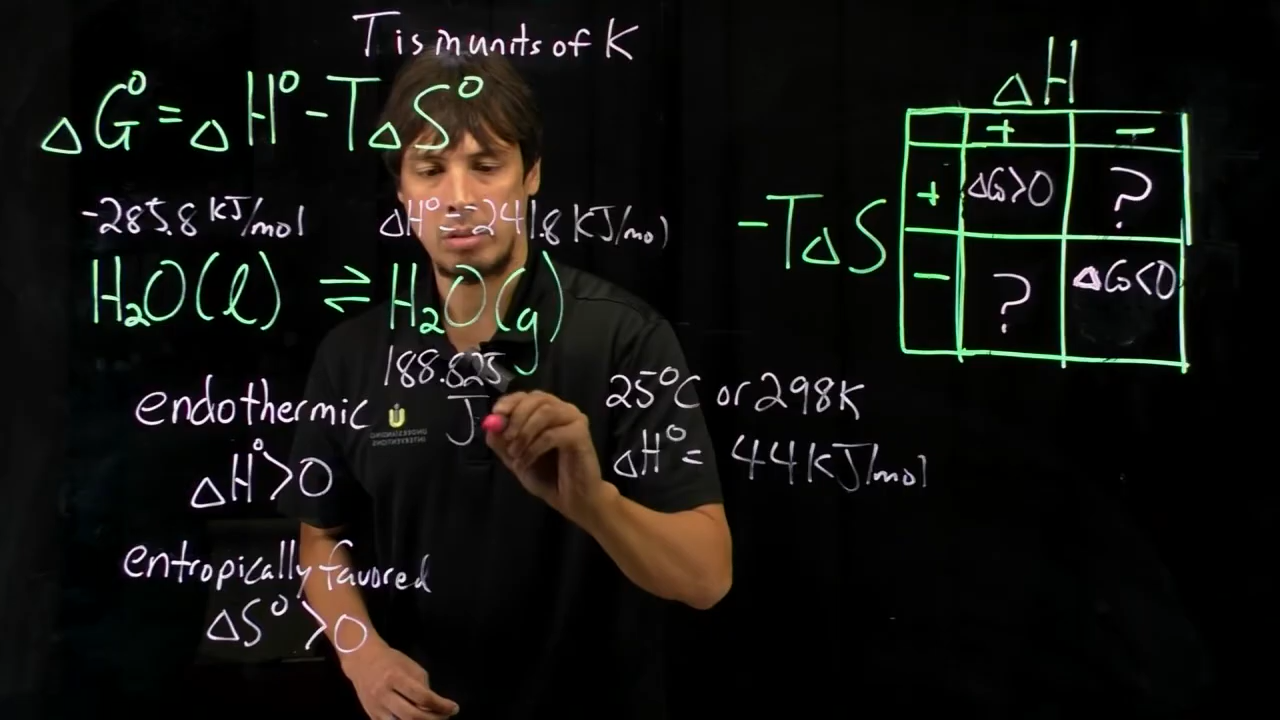 T is in units of K
ΔG° = ΔH° - TΔS°
-285.8 KJ/mol
ΔH° = -241.8 KJ/mol
H₂O(l) ⇌ H₂O(g)
188.825
J
endothermic
ΔH° > 0
entropically favored
ΔS° > 0
25°C or 298K
ΔH° = 44 KJ/mol
ΔH
+ -
-TΔS
+ ΔG>0 ?
- ? ΔG<0
U
UNDERSTANDING
INTERVENTIONS